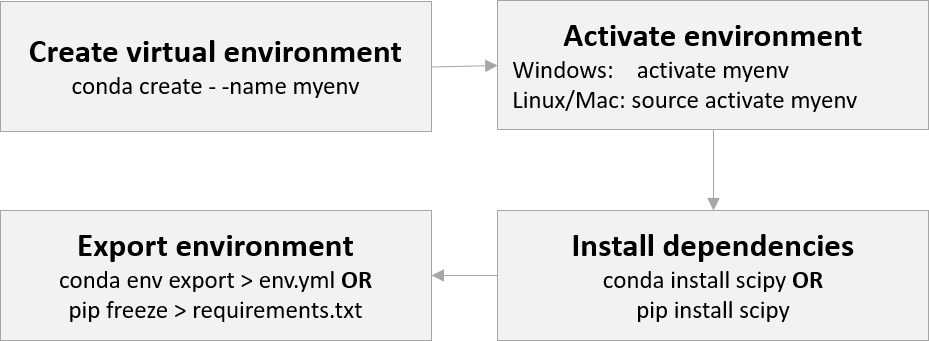 Create virtual environment
conda create - -name myenv
Activate environment
Windows: activate myenv
Linux/Mac: source activate myenv
Install dependencies
conda install scipy OR
pip install scipy
Export environment
conda env export > env.yml OR
pip freeze > requirements.txt